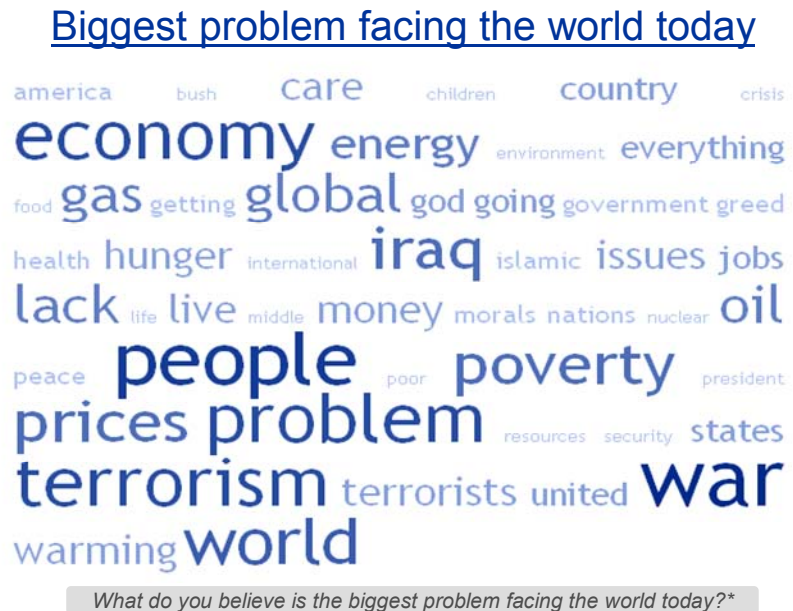 Biggest problem facing the world today
america bush care children country crisis
economy energy environment everything
food gas getting global god going government greed
health hunger international iraq islamic issues jobs
lack life live middle money morals nations nuclear oil
peace people poor poverty president
prices problem resources security states
terrorism terrorists united war
warming world
What do you believe is the biggest problem facing the world today?*